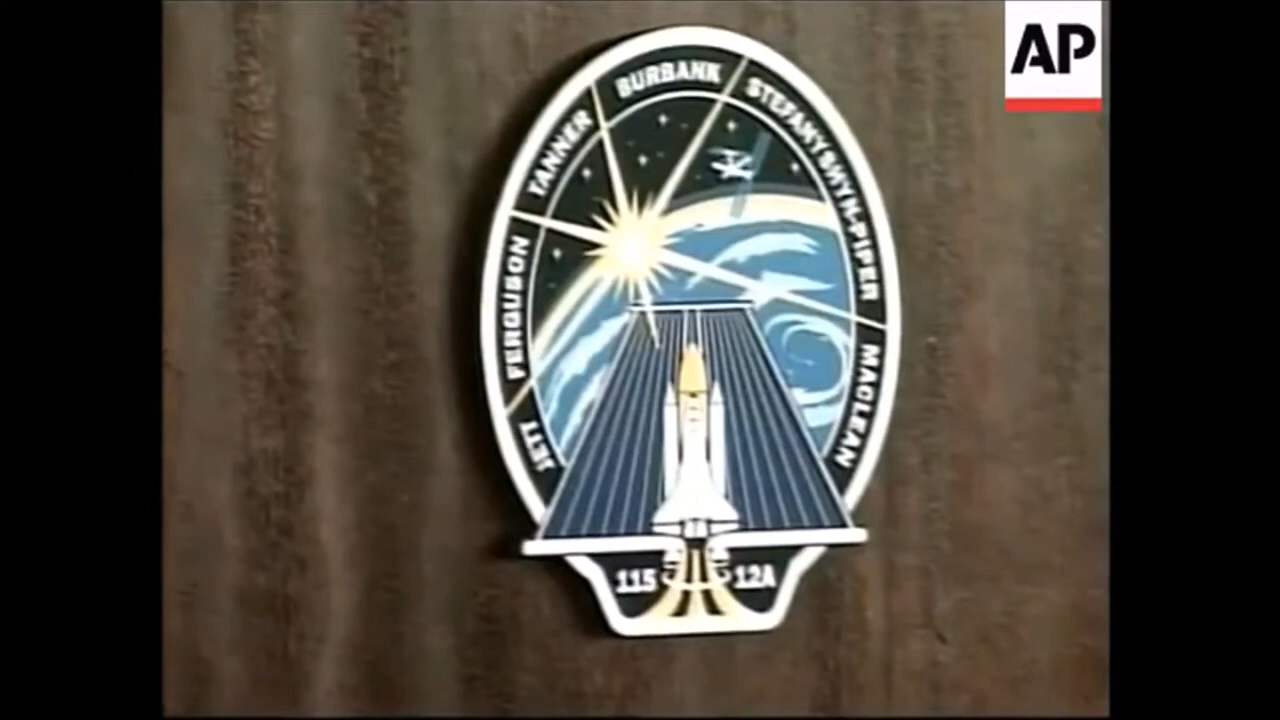 AP
BURBANK
STEFANYSHYN-PIPER
TANNER
FERGUSON
MACLEAN
JETT
115
12A